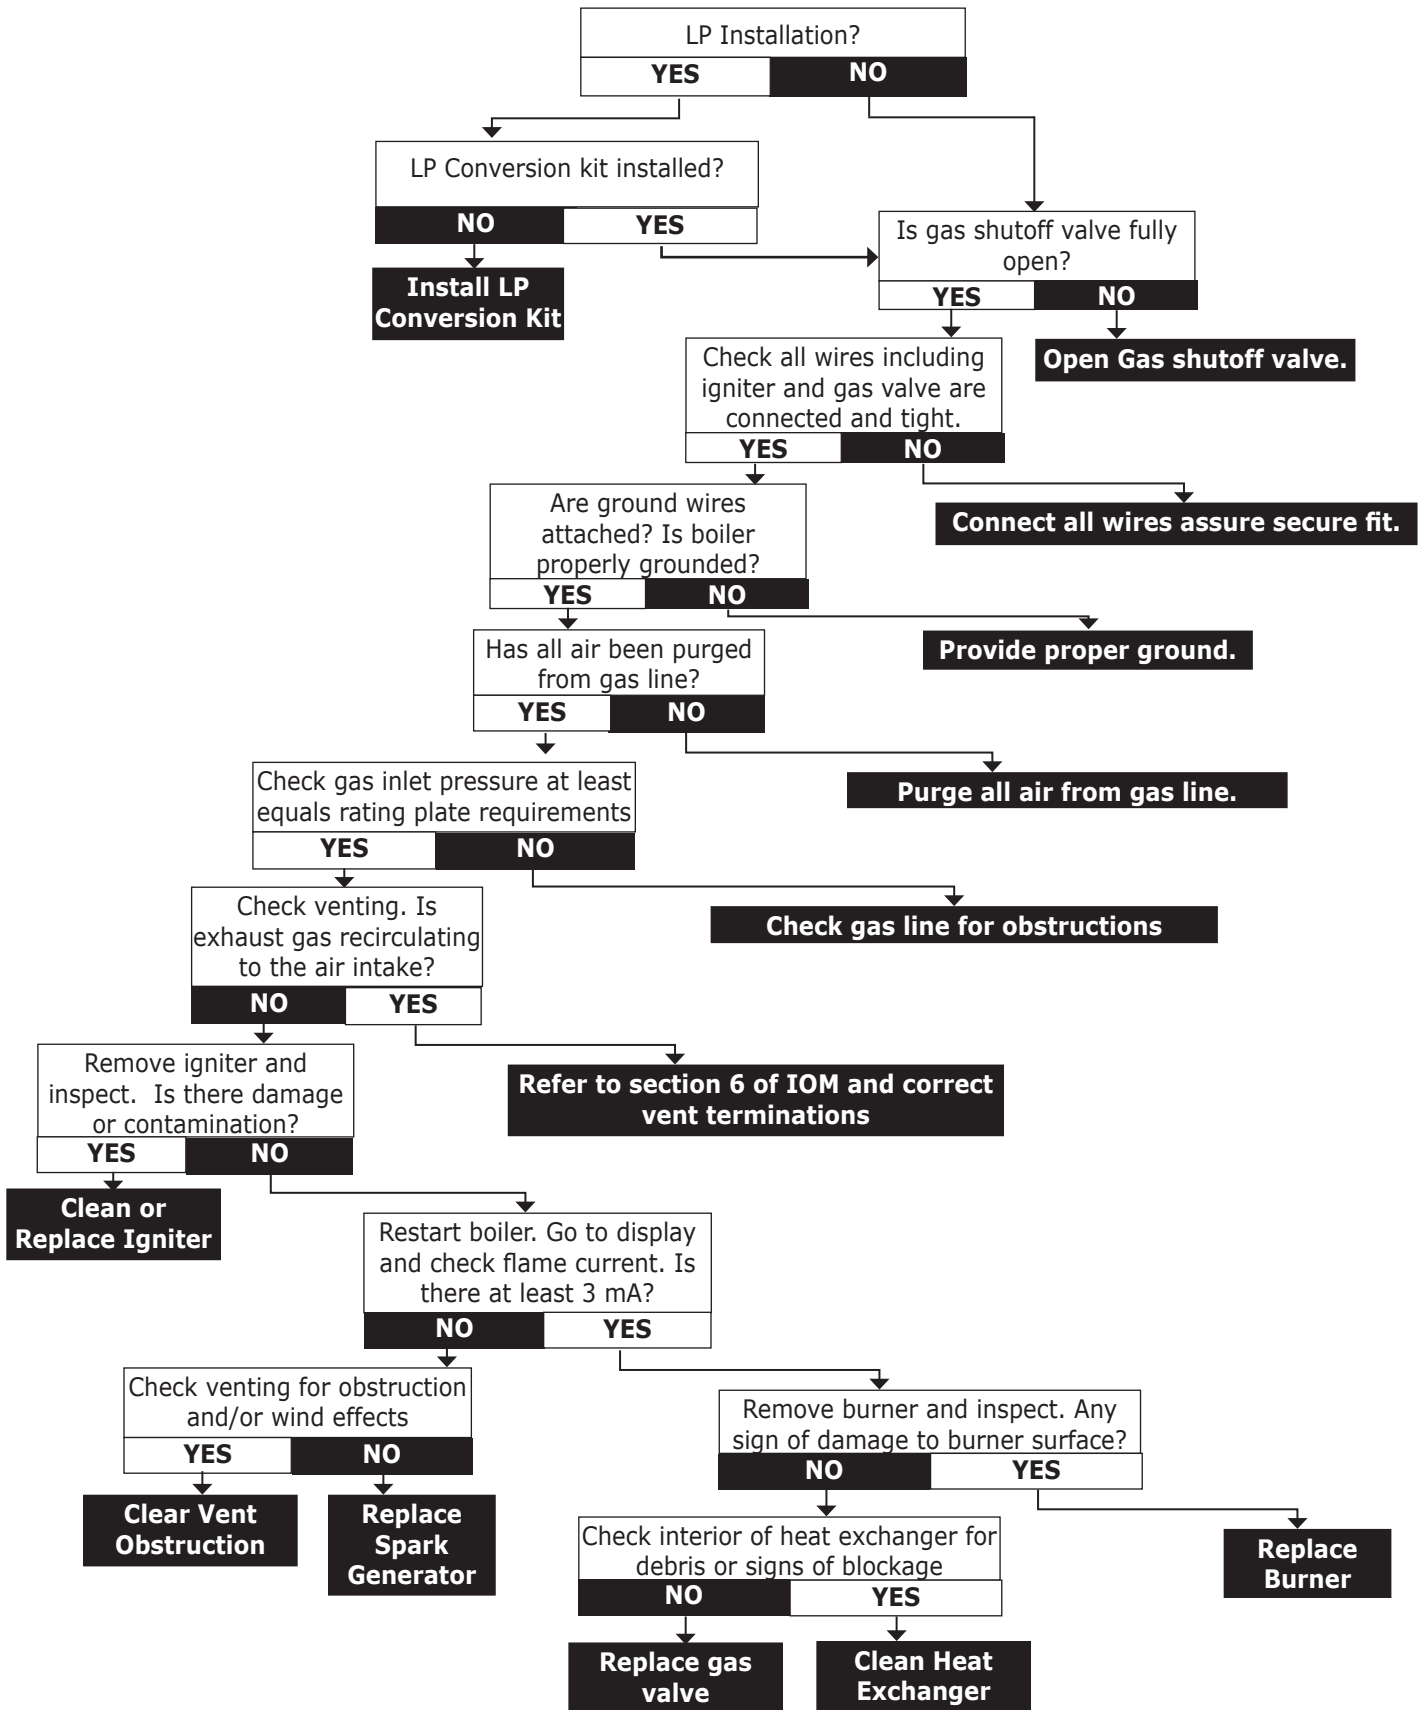 LP Installation?
YES
NO
LP Conversion kit installed?
NO
YES
Is gas shutoff valve fully
open?
YES
NO
Install LP
Conversion Kit
Check all wires including
igniter and gas valve are
connected and tight.
YES
NO
Open Gas shutoff valve.
Are ground wires
attached? Is boiler
properly grounded?
YES
NO
Connect all wires assure secure fit.
Has all air been purged
from gas line?
YES
NO
Provide proper ground.
Check gas inlet pressure at least
equals rating plate requirements
YES
NO
Purge all air from gas line.
Check venting. Is
exhaust gas recirculating
to the air intake?
NO
YES
Check gas line for obstructions
Remove igniter and
inspect.  Is there damage
or contamination?
YES
NO
Refer to section 6 of IOM and correct
vent terminations
Clean or
Replace Igniter
Restart boiler. Go to display
and check flame current. Is
there at least 3 mA?
NO
YES
Check venting for obstruction
and/or wind effects
YES
NO
Remove burner and inspect. Any
sign of damage to burner surface?
NO
YES
Clear Vent
Obstruction
Replace
Spark
Generator
Check interior of heat exchanger for
debris or signs of blockage
NO
YES
Replace
Burner
Replace gas
valve
Clean Heat
Exchanger